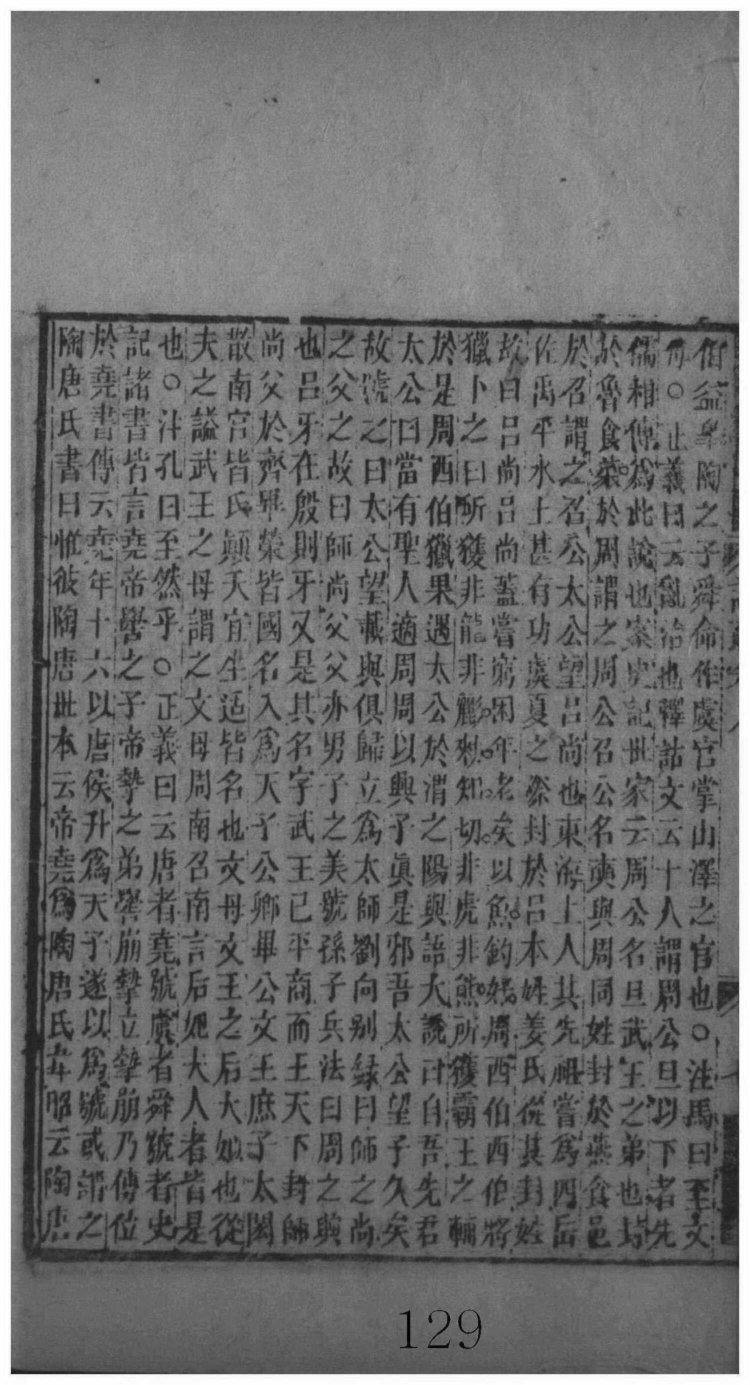 伯益臯陶之子舜命作虞官掌山澤之官也○注馬曰至文
母○正義曰云亂治也釋詁文云十人謂周公旦以下者先
儒相傳爲此說也案史記世家云周公名旦武王之弟也
於魯食菜於周謂之周公召公名奭與周同姓封於燕食邑
於召謂之召公太公望呂尚也東海上人其先祖嘗爲四岳
佐禹平水土甚有功虞夏之際封於呂本姓姜氏從其封姓
故曰呂尚呂尚蓋嘗窮困年老矣以魚釣奸周西伯西伯將
獵卜之曰所獲非龍非彲勑知切非虎非熊所獲霸王之輔
於是周西伯獵果遇太公於渭之陽與語大說曰自吾先君
太公曰當有聖人適周周以興子眞是邪吾太公望子久矣
故號之曰太公望載與俱歸立爲太師劉向別録曰師之尚
之父之故曰師尚父父亦男子之美號孫子兵法曰周之興
也呂牙在殷則牙又是其名字武王已平商而王天下封師
尚父於齊畢榮皆國名入爲天子公卿畢公文王庶子太閎
散南宫皆氏顚夭宜生适皆名也文母文王之后大姒也從
夫之謚武王之母謂之文母周南召南言后妃夫人者皆是
也○注孔曰至然乎○正義曰云唐者堯號虞者舜號者史
記諸書皆言堯帝嚳之子帝摯之弟嚳崩摯立摯崩乃傳位
於堯書傳云堯年十六以唐侯升爲天子遂以爲號或謂之
陶唐氏書曰惟彼陶唐世本云帝堯爲陶唐氏韋昭云陶唐
129